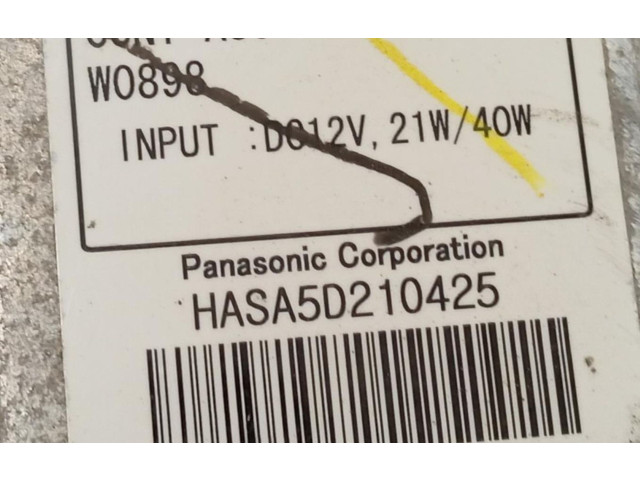 W0898
INPUT :DC12V, 21W/40W
Panasonic Corporation
HASA5D210425